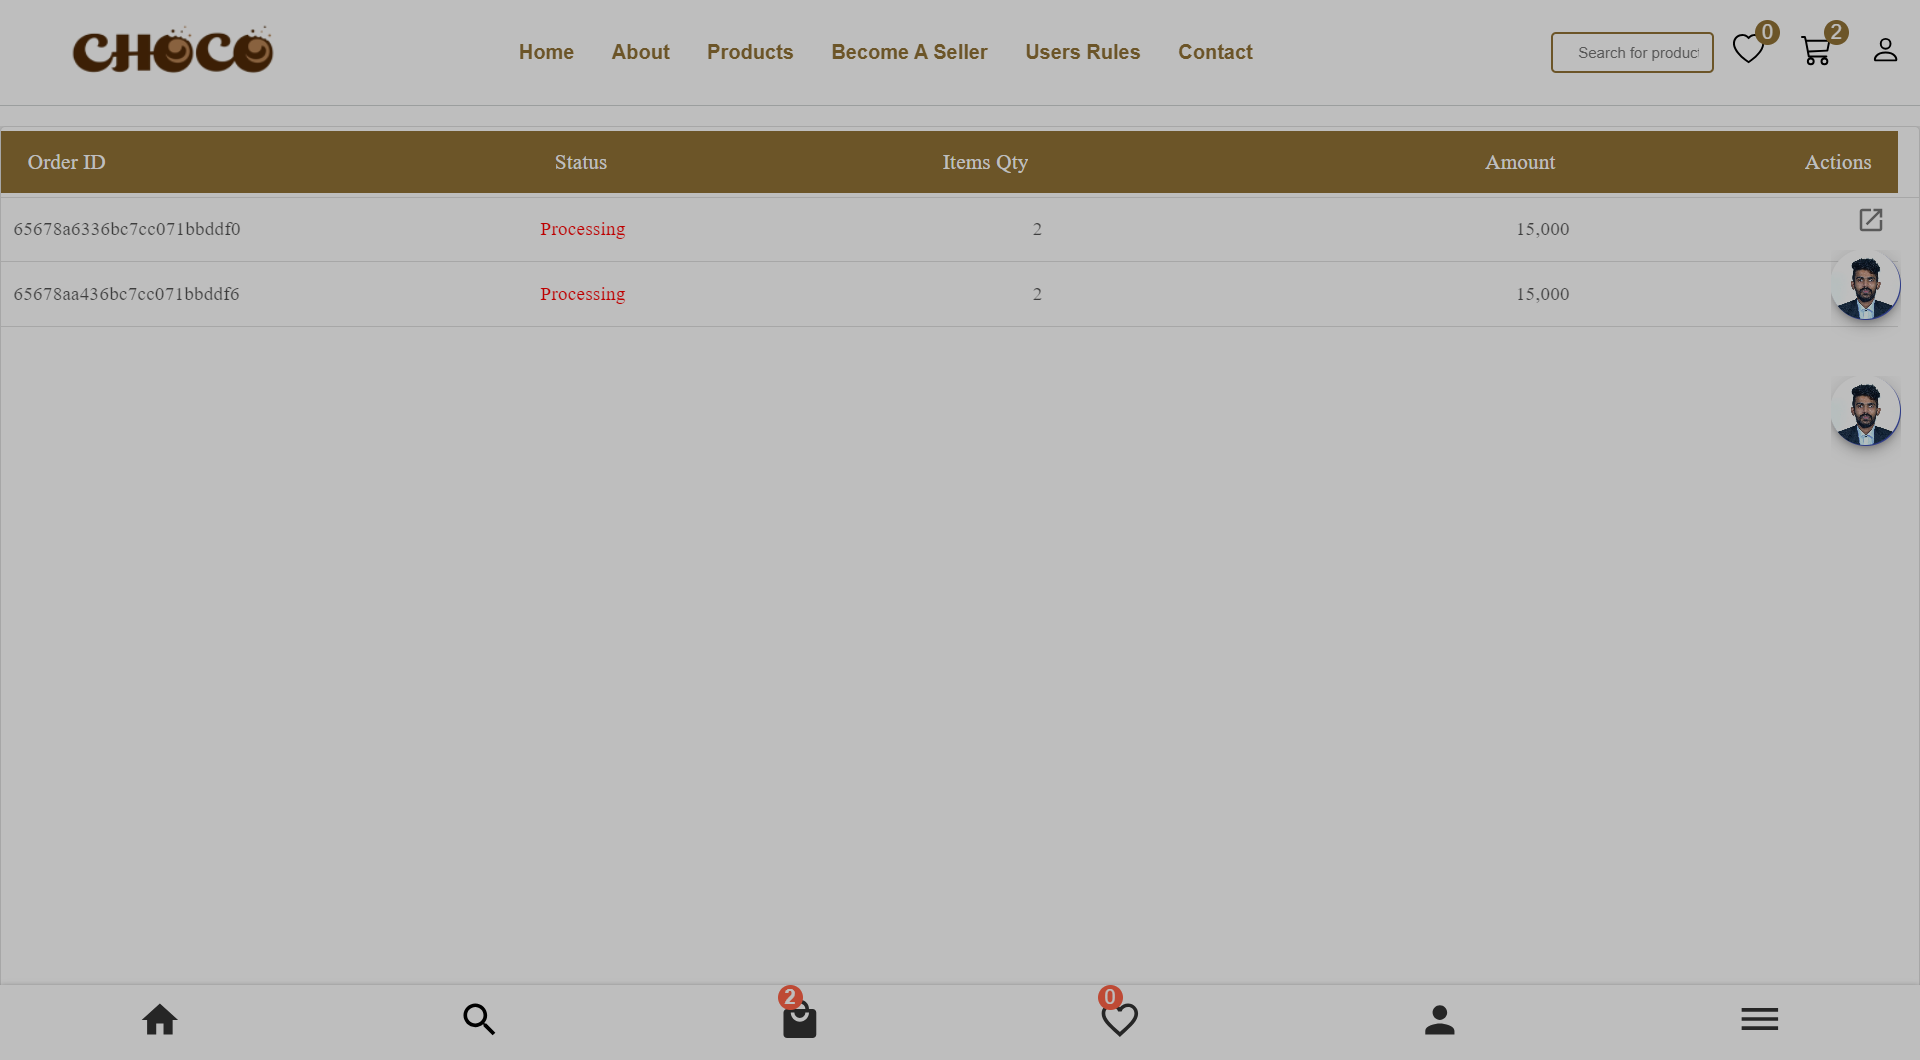 CHOCO
Home About Products Become A Seller Users Rules Contact
Search for product
0
2
Order ID Status Items Qty Amount Actions
65678a6336bc7cc071bbddf0 Processing 2 15,000
65678aa436bc7cc071bbddf6 Processing 2 15,000
2
0